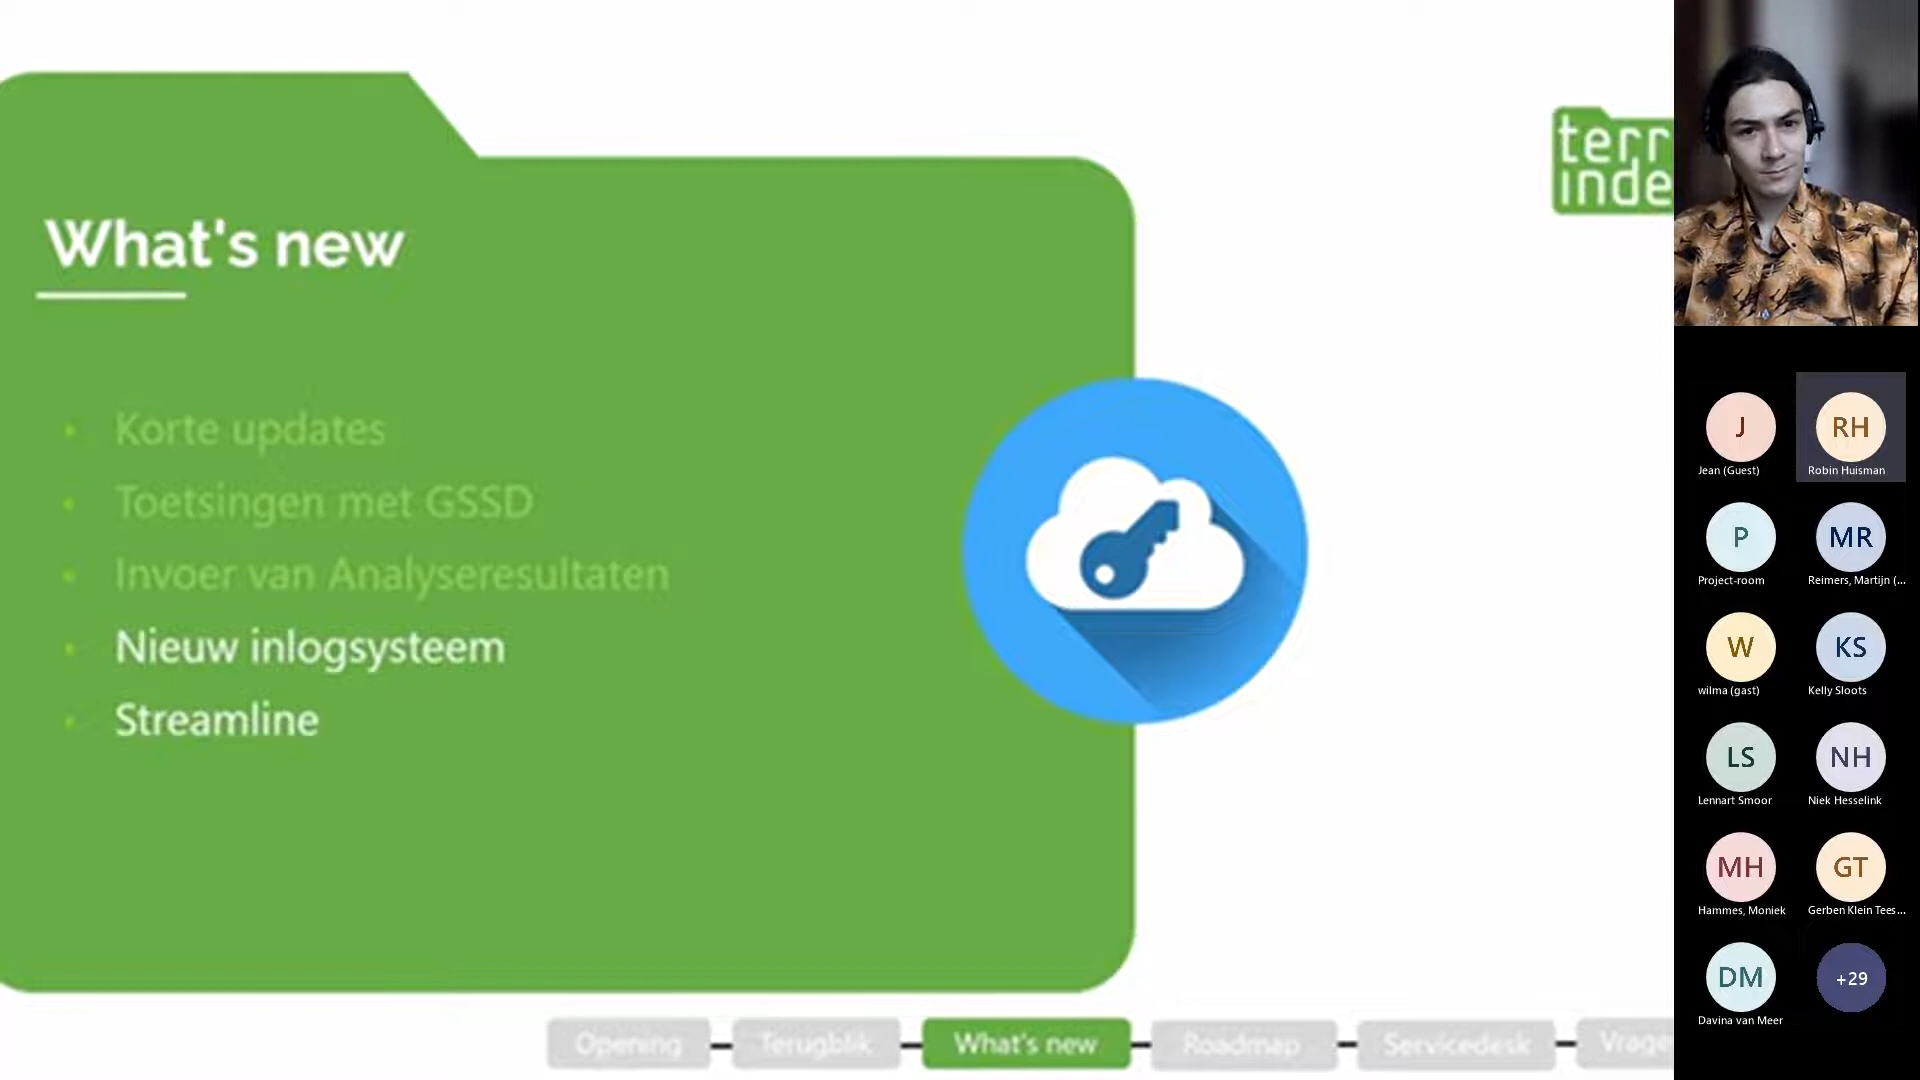 terr
inde
What's new
Korte updates
Toetsingen met GSSD
Invoer van Analyseresultaten
Nieuw inlogsysteem
Streamline
Opening
Terugblik
What's new
Roadmap
Servicedesk
Vrage
J
Jean (Guest)
RH
Robin Huisman
P
Project-room
MR
Reimers, Martijn (...
W
wilma (gast)
KS
Kelly Sloots
LS
Lennart Smoor
NH
Niek Hesselink
MH
Hammes, Moniek
GT
Gerben Klein Tees...
DM
Davina van Meer
+29